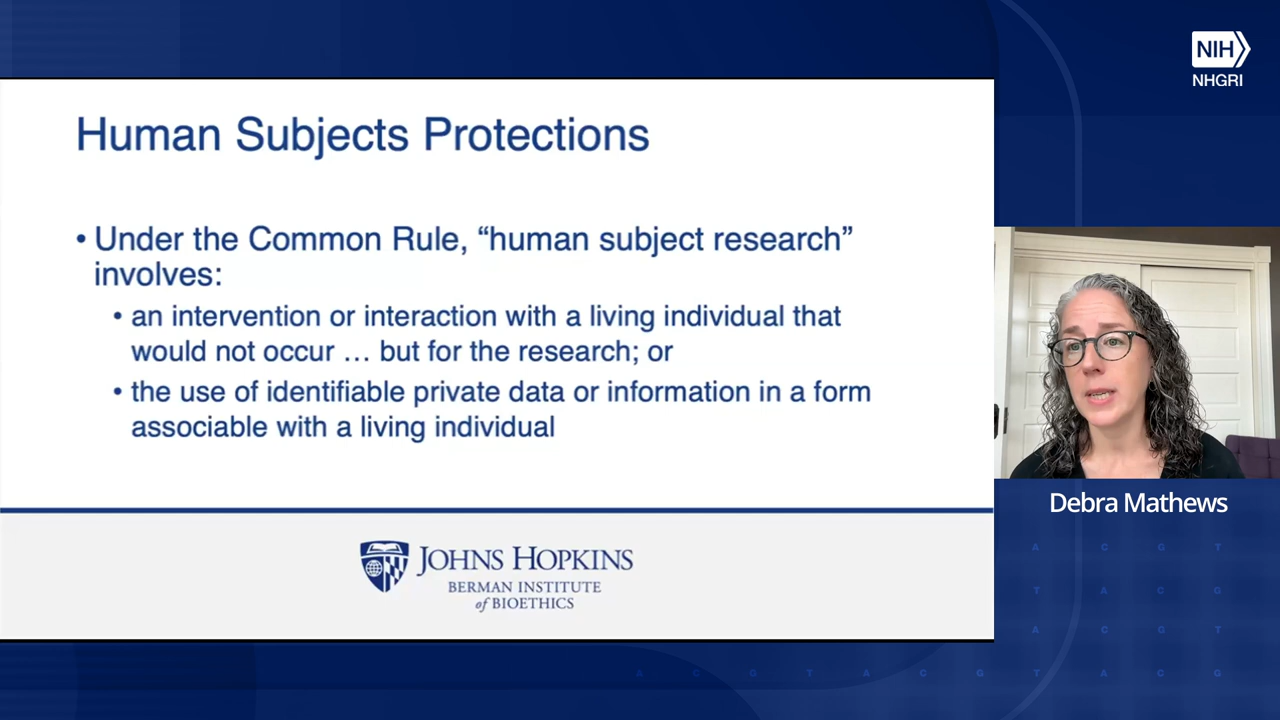 Human Subjects Protections
• Under the Common Rule, “human subject research”
involves:
• an intervention or interaction with a living individual that
would not occur … but for the research; or
• the use of identifiable private data or information in a form
associable with a living individual
JOHNS HOPKINS
BERMAN INSTITUTE
of BIOETHICS
NIH
NHGRI
Debra Mathews
A C G T
T A C G
A C G T
A C G T A C G T A C G